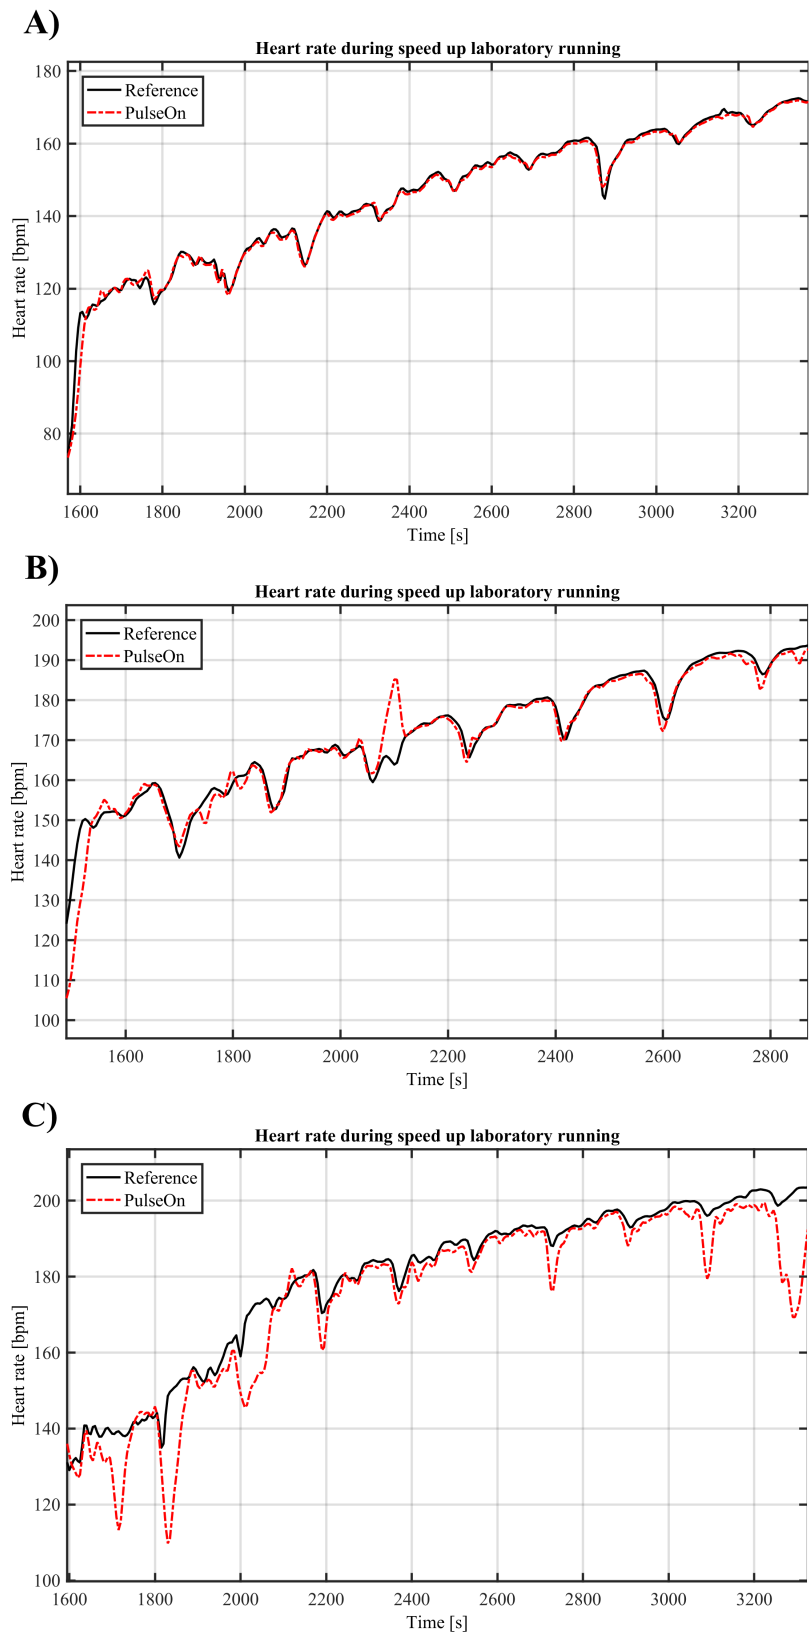 A)
Heart rate during speed up laboratory running
Reference
PulseOn
Heart rate [bpm]
180
160
140
120
100
80
1600 1800 2000 2200 2400 2600 2800 3000 3200
Time [s]
B)
Heart rate during speed up laboratory running
Reference
PulseOn
Heart rate [bpm]
200
190
180
170
160
150
140
130
120
110
100
1600 1800 2000 2200 2400 2600 2800
Time [s]
C)
Heart rate during speed up laboratory running
Reference
PulseOn
Heart rate [bpm]
200
180
160
140
120
100
1600 1800 2000 2200 2400 2600 2800 3000 3200
Time [s]